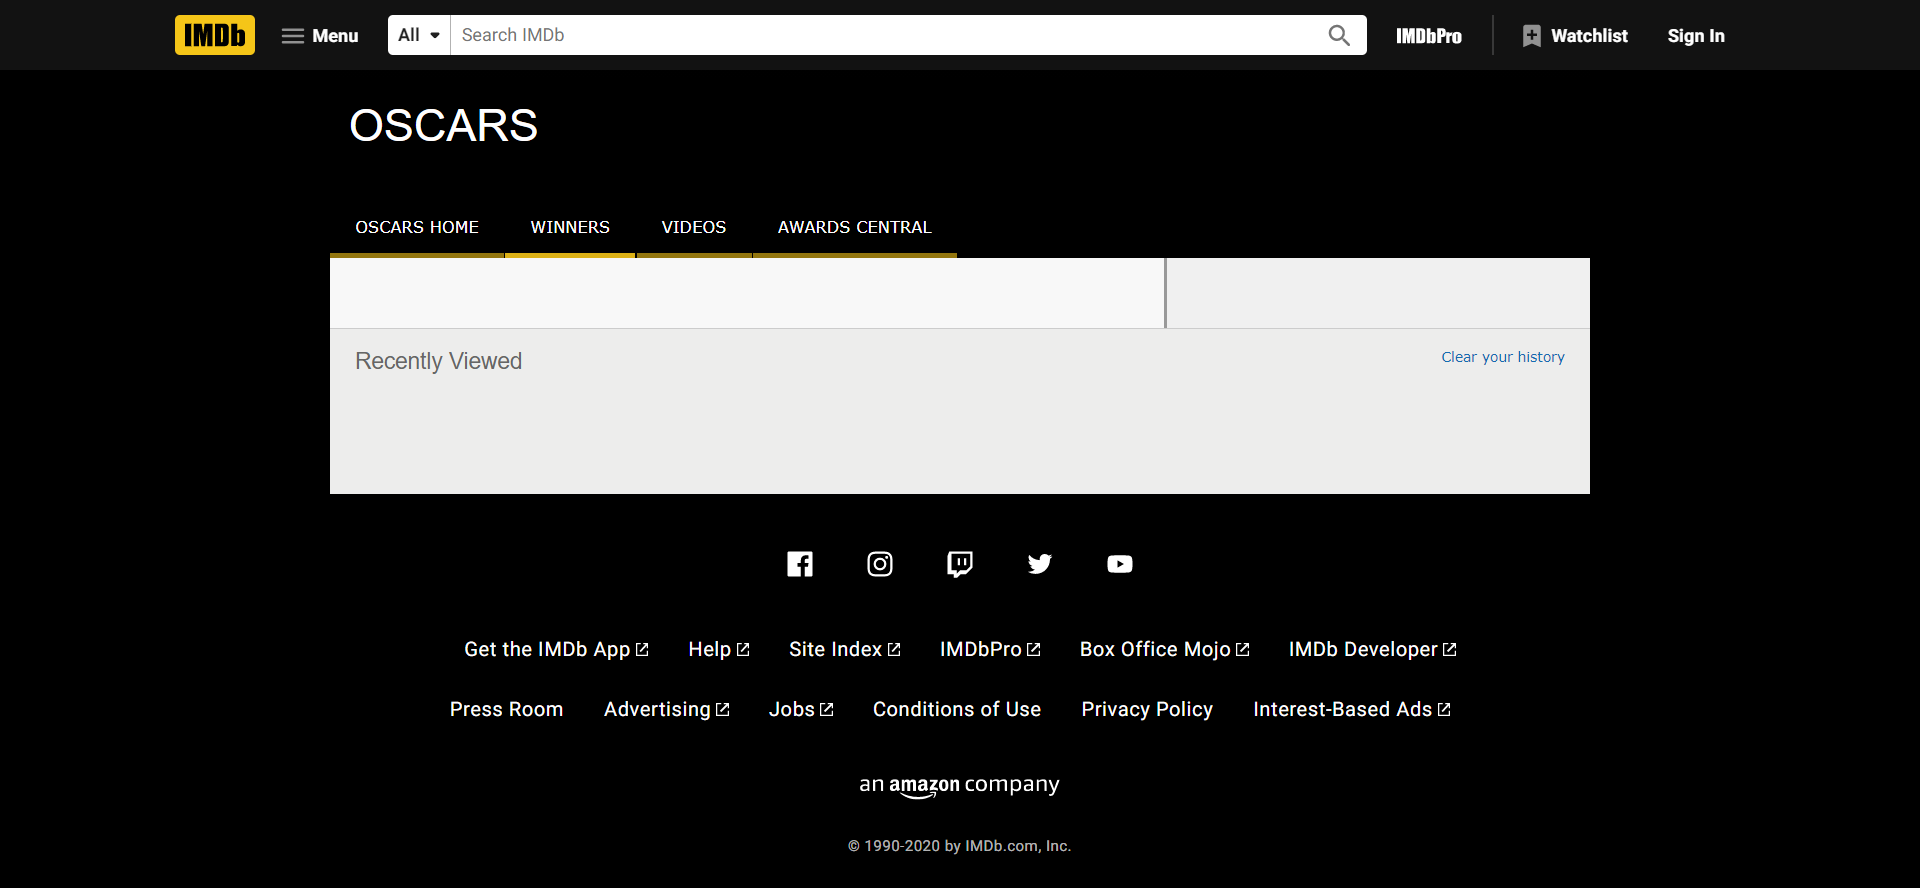 IMDb Menu All Search IMDb IMDbPro Watchlist Sign In
OSCARS
OSCARS HOME WINNERS VIDEOS AWARDS CENTRAL
Recently Viewed Clear your history
Get the IMDb App Help Site Index IMDbPro Box Office Mojo IMDb Developer
Press Room Advertising Jobs Conditions of Use Privacy Policy Interest-Based Ads
an amazon company
© 1990-2020 by IMDb.com, Inc.